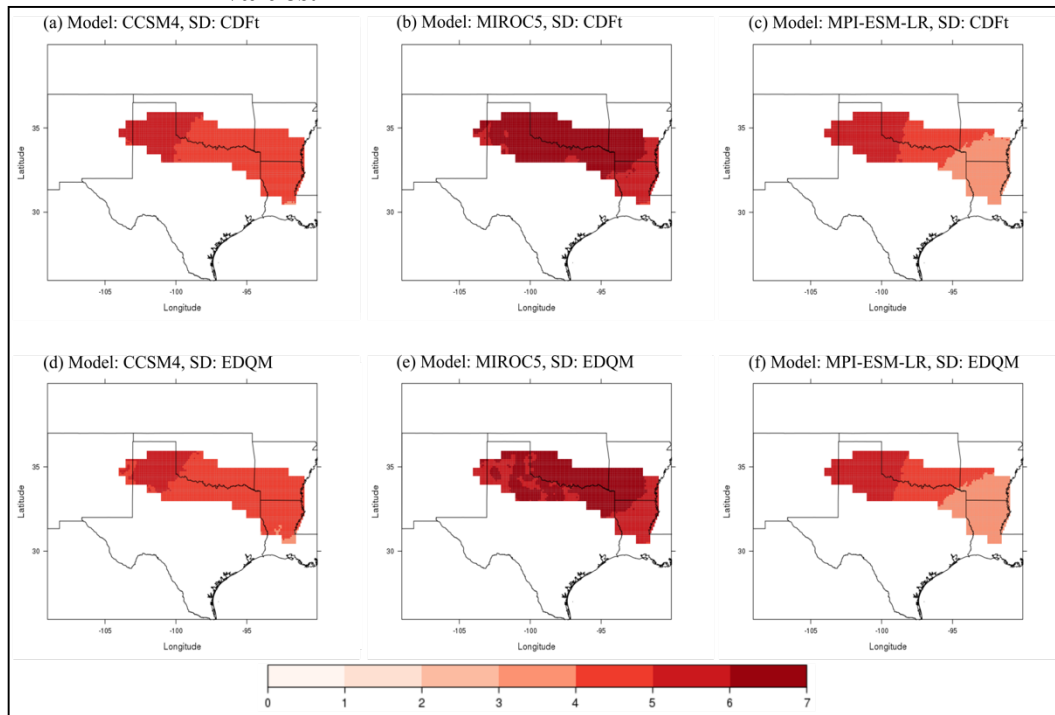 (a) Model: CCSM4, SD: CDFt
(b) Model: MIROC5, SD: CDFt
(c) Model: MPI-ESM-LR, SD: CDFt
35
30
Latitude
-105 -100 -95
Longitude
35
30
Latitude
-105 -100 -95
Longitude
35
30
Latitude
-105 -100 -95
Longitude
(d) Model: CCSM4, SD: EDQM
(e) Model: MIROC5, SD: EDQM
(f) Model: MPI-ESM-LR, SD: EDQM
35
30
Latitude
-105 -100 -95
Longitude
35
30
Latitude
-105 -100 -95
Longitude
35
30
Latitude
-105 -100 -95
Longitude
0 1 2 3 4 5 6 7